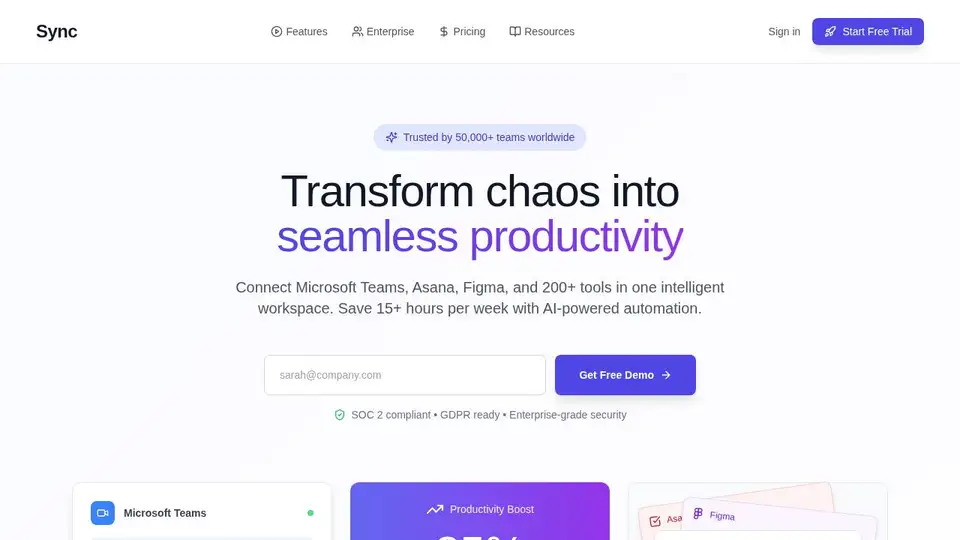 Sync
Features
Enterprise
Pricing
Resources
Sign in
Start Free Trial
Trusted by 50,000+ teams worldwide
Transform chaos into
seamless productivity
Connect Microsoft Teams, Asana, Figma, and 200+ tools in one intelligent
workspace. Save 15+ hours per week with AI-powered automation.
sarah@company.com
Get Free Demo
SOC 2 compliant • GDPR ready • Enterprise-grade security
Microsoft Teams
Productivity Boost
Asa
Figma